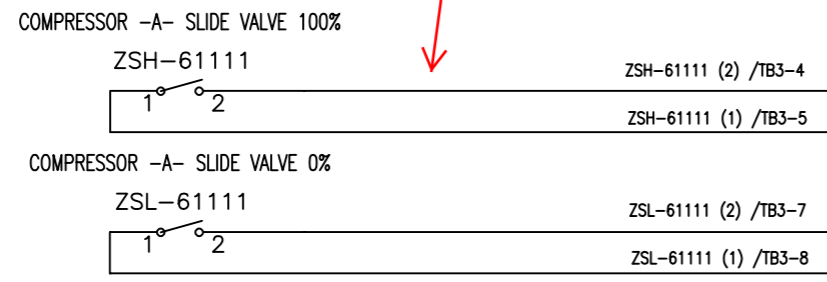 COMPRESSOR -A- SLIDE VALVE 100%
ZSH-61111
ZSH-61111 (2) /TB3-4
1 2
ZSH-61111 (1) /TB3-5
COMPRESSOR -A- SLIDE VALVE 0%
ZSL-61111
ZSL-61111 (2) /TB3-7
1 2
ZSL-61111 (1) /TB3-8